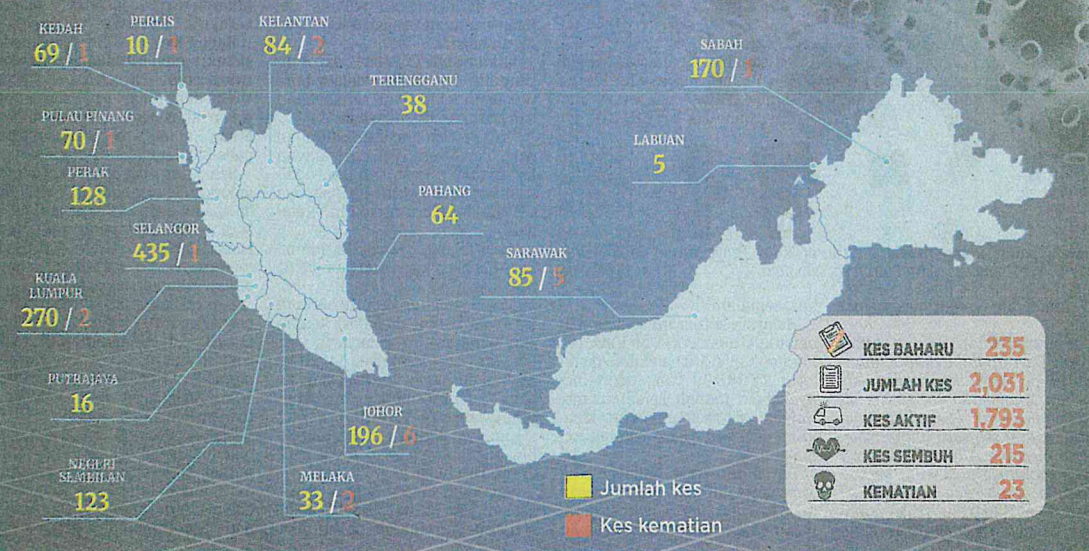 KEDAH
69 / 1
PERLIS
10 / 1
KELANTAN
84 / 2
TERENGGANU
38
PULAU PINANG
70 / 1
PERAK
128
PAHANG
64
SELANGOR
435 / 1
KUALA
LUMPUR
270 / 2
PUTRAJAYA
16
NEGERI
SEMBILAN
123
JOHOR
196 / 6
MELAKA
33 / 2
SABAH
170 / 1
LABUAN
5
SARAWAK
85 / 5
Jumlah kes
Kes kematian
KES BAHARU 235
JUMLAH KES 2,031
KES AKTIF 1,793
KES SEMBUH 215
KEMATIAN 23